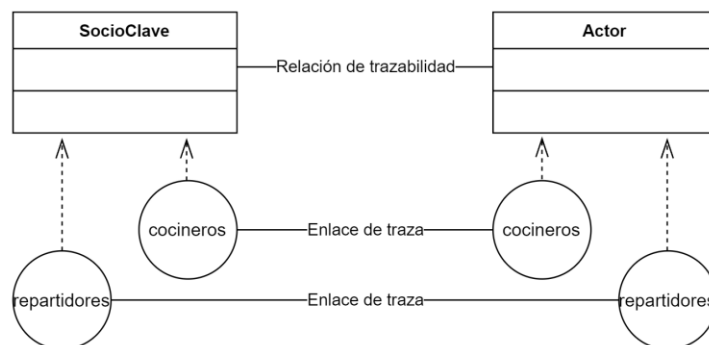 SocioClave
Actor
Relación de trazabilidad
cocineros
Enlace de traza
cocineros
repartidores
Enlace de traza
repartidores